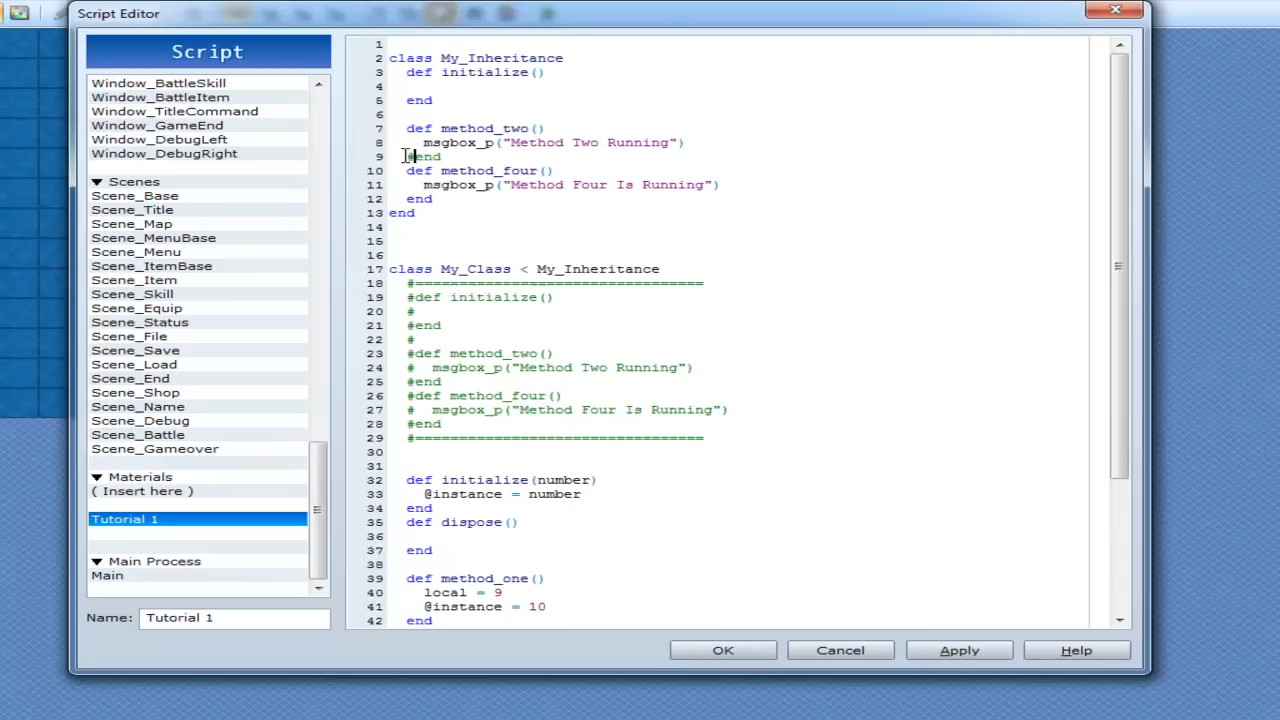 Script Editor
Script
Window_BattleSkill
Window_BattleItem
Window_TitleCommand
Window_GameEnd
Window_DebugLeft
Window_DebugRight
▼ Scenes
Scene_Base
Scene_Title
Scene_Map
Scene_MenuBase
Scene_Menu
Scene_ItemBase
Scene_Item
Scene_Skill
Scene_Equip
Scene_Status
Scene_File
Scene_Save
Scene_Load
Scene_End
Scene_Shop
Scene_Name
Scene_Debug
Scene_Battle
Scene_Gameover
▼ Materials
( Insert here )
Tutorial 1
▼ Main Process
Main
Name: Tutorial 1
1
2 class My_Inheritance
3 def initialize()
4
5 end
6
7 def method_two()
8 msgbox_p("Method Two Running")
9 #end
10 def method_four()
11 msgbox_p("Method Four Is Running")
12 end
13 end
14
15
16
17 class My_Class < My_Inheritance
18 #==================================
19 #def initialize()
20 #
21 #end
22 #
23 #def method_two()
24 # msgbox_p("Method Two Running")
25 #end
26 #def method_four()
27 # msgbox_p("Method Four Is Running")
28 #end
29 #==================================
30
31
32 def initialize(number)
33 @instance = number
34 end
35 def dispose()
36
37 end
38
39 def method_one()
40 local = 9
41 @instance = 10
42 end
OK Cancel Apply Help